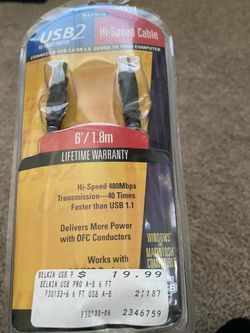 BELKIN
USB2
Hi-Speed Cable
CONNECT A USB 2.0 OR 1.X DEVICE TO YOUR COMPUTER
6'/1.8m
LIFETIME WARRANTY
Hi-Speed 480Mbps
Transmission—40 Times
Faster than USB 1.1
Delivers More Power
with OFC Conductors
WINDOWS
MACINTOSH
Works with
BELKIN USB P $ 19.99
BELKIN USB PRO A-B 6 FT
F3U133-6 6 FT USB A-B 2,187
F3U133-06 2346759